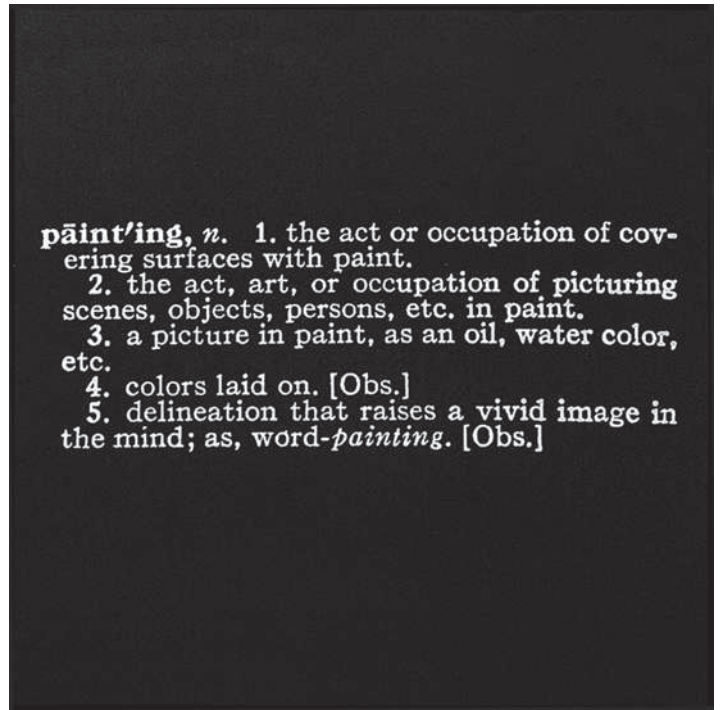 pāint′ing, n.   1. the act or occupation of cov-
ering surfaces with paint.
2. the act, art, or occupation of picturing
scenes, objects, persons, etc. in paint.
3. a picture in paint, as an oil, water color,
etc.
4. colors laid on. [Obs.]
5. delineation that raises a vivid image in
the mind; as, word-painting. [Obs.]